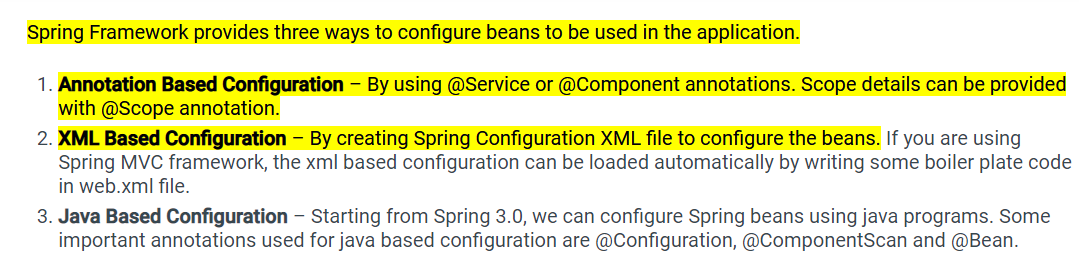 Spring Framework provides three ways to configure beans to be used in the application.
1. Annotation Based Configuration – By using @Service or @Component annotations. Scope details can be provided
with @Scope annotation.
2. XML Based Configuration – By creating Spring Configuration XML file to configure the beans. If you are using
Spring MVC framework, the xml based configuration can be loaded automatically by writing some boiler plate code
in web.xml file.
3. Java Based Configuration – Starting from Spring 3.0, we can configure Spring beans using java programs. Some
important annotations used for java based configuration are @Configuration, @ComponentScan and @Bean.